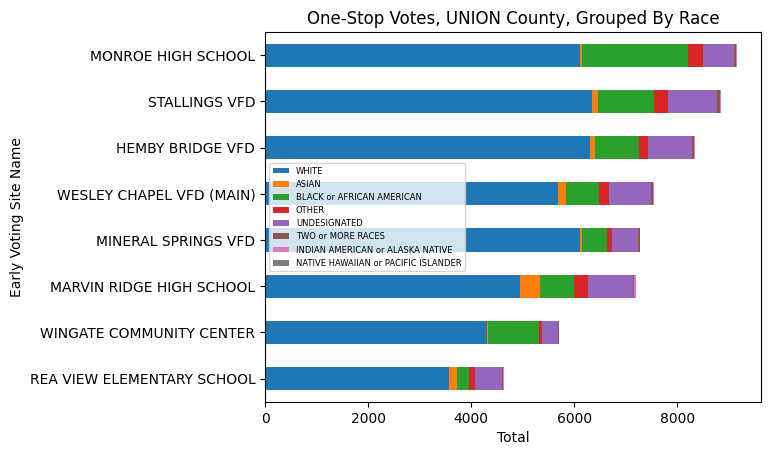 One-Stop Votes, UNION County, Grouped By Race
Early Voting Site Name
MONROE HIGH SCHOOL
STALLINGS VFD
HEMBY BRIDGE VFD
WESLEY CHAPEL VFD (MAIN)
MINERAL SPRINGS VFD
MARVIN RIDGE HIGH SCHOOL
WINGATE COMMUNITY CENTER
REA VIEW ELEMENTARY SCHOOL
WHITE
ASIAN
BLACK or AFRICAN AMERICAN
OTHER
UNDESIGNATED
TWO or MORE RACES
INDIAN AMERICAN or ALASKA NATIVE
NATIVE HAWAIIAN or PACIFIC ISLANDER
0 2000 4000 6000 8000
Total